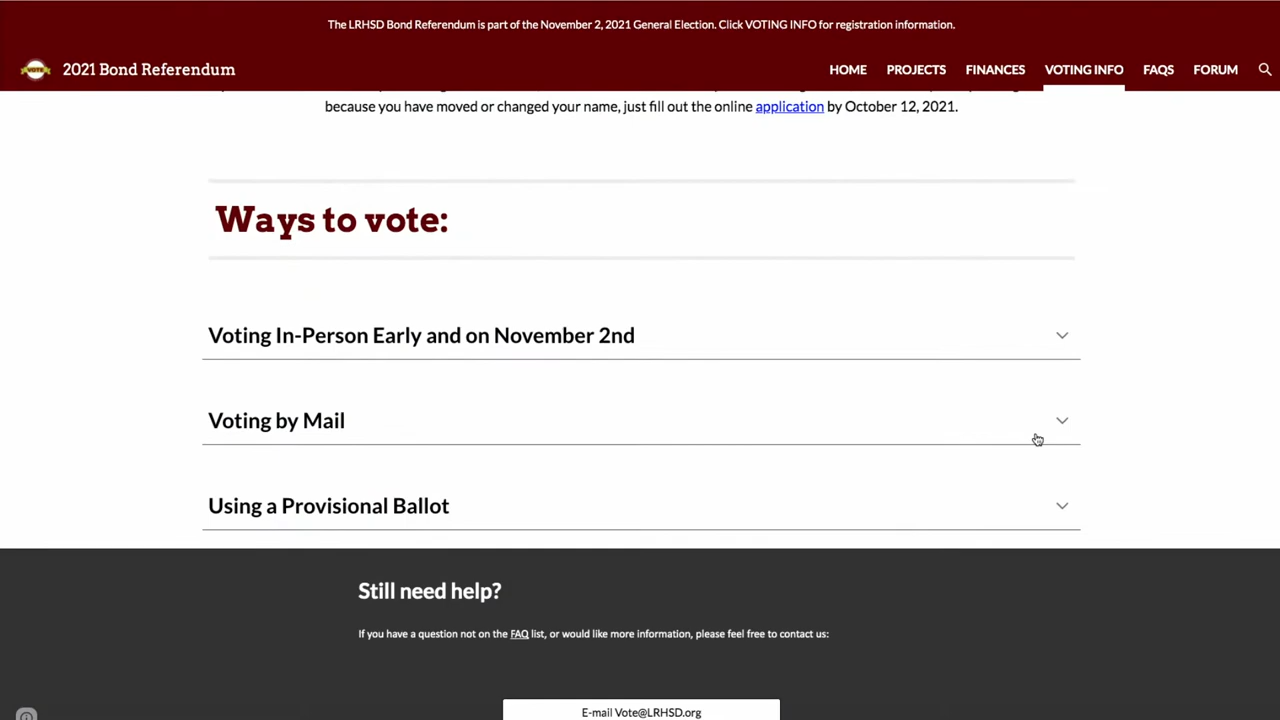 The LRHSD Bond Referendum is part of the November 2, 2021 General Election. Click VOTING INFO for registration information.
VOTE
2021 Bond Referendum
HOME
PROJECTS
FINANCES
VOTING INFO
FAQS
FORUM
because you have moved or changed your name, just fill out the online application by October 12, 2021.
Ways to vote:
Voting In-Person Early and on November 2nd
Voting by Mail
Using a Provisional Ballot
Still need help?
If you have a question not on the FAQ list, or would like more information, please feel free to contact us:
E-mail Vote@LRHSD.org